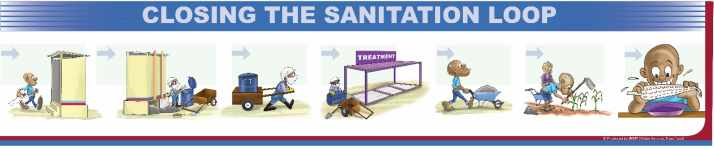 CLOSING THE SANITATION LOOP
TREATMENT